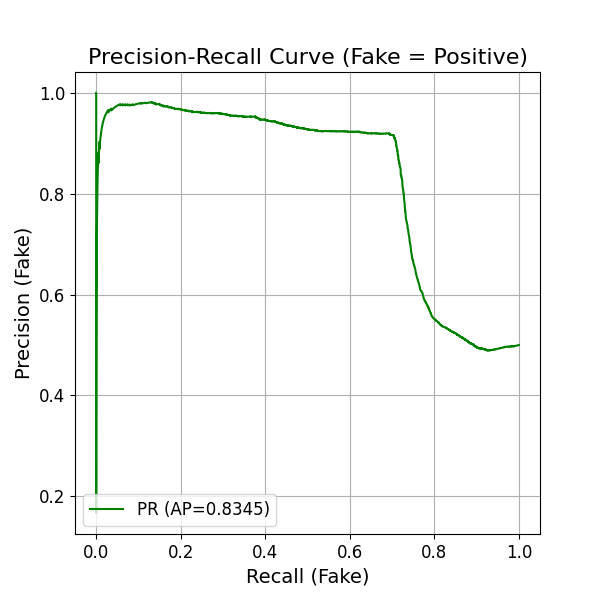 Precision-Recall Curve (Fake = Positive)
1.0
0.8
0.6
0.4
0.2
Precision (Fake)
PR (AP=0.8345)
0.0 0.2 0.4 0.6 0.8 1.0
Recall (Fake)